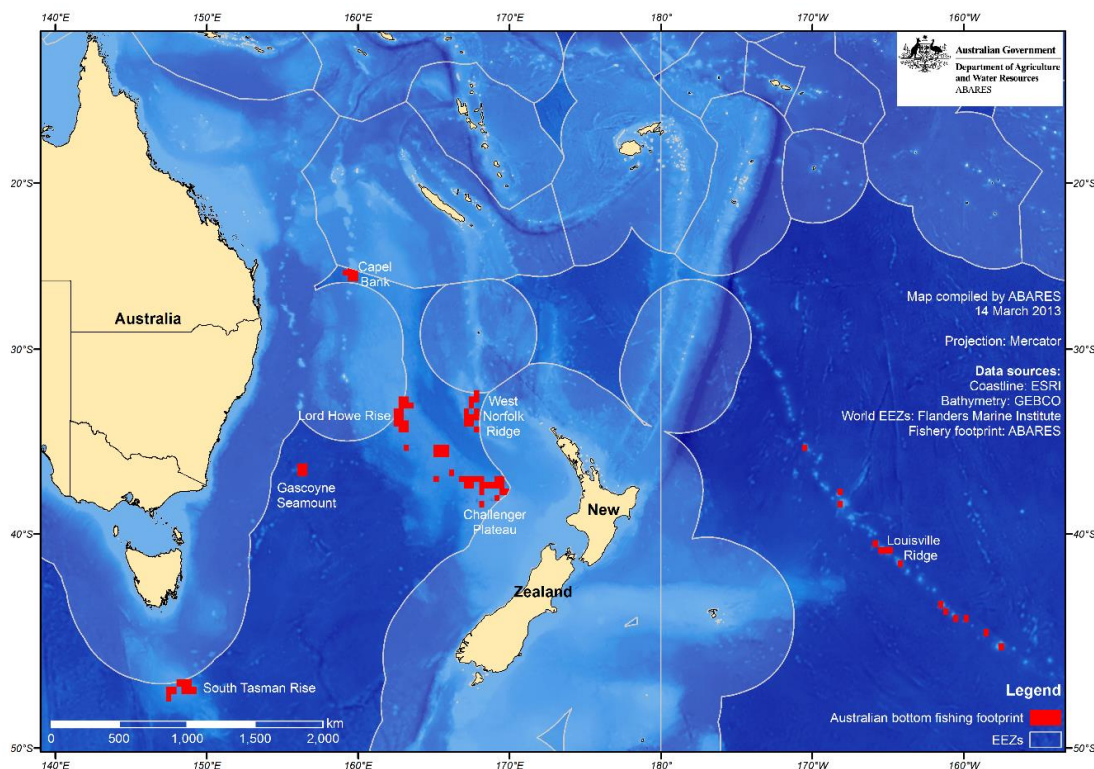 140°E 150°E 160°E 170°E 180° 170°W 160°W
Australian Government
Department of Agriculture
and Water Resources
ABARES
20°S
20°S
Capel
Bank
Map compiled by ABARES
14 March 2013
Australia
Projection: Mercator
30°S
30°S
Data sources:
Coastline: ESRI
Bathymetry: GEBCO
World EEZs: Flanders Marine Institute
Fishery footprint: ABARES
Lord Howe Rise
West
Norfolk
Ridge
Gascoyne
Seamount
Challenger
Plateau
New
Zealand
40°S
40°S
Louisville
Ridge
South Tasman Rise
Legend
Australian bottom fishing footprint
EEZs
km
0 500 1,000 1,500 2,000
50°S
50°S
140°E 150°E 160°E 170°E 180° 170°W 160°W